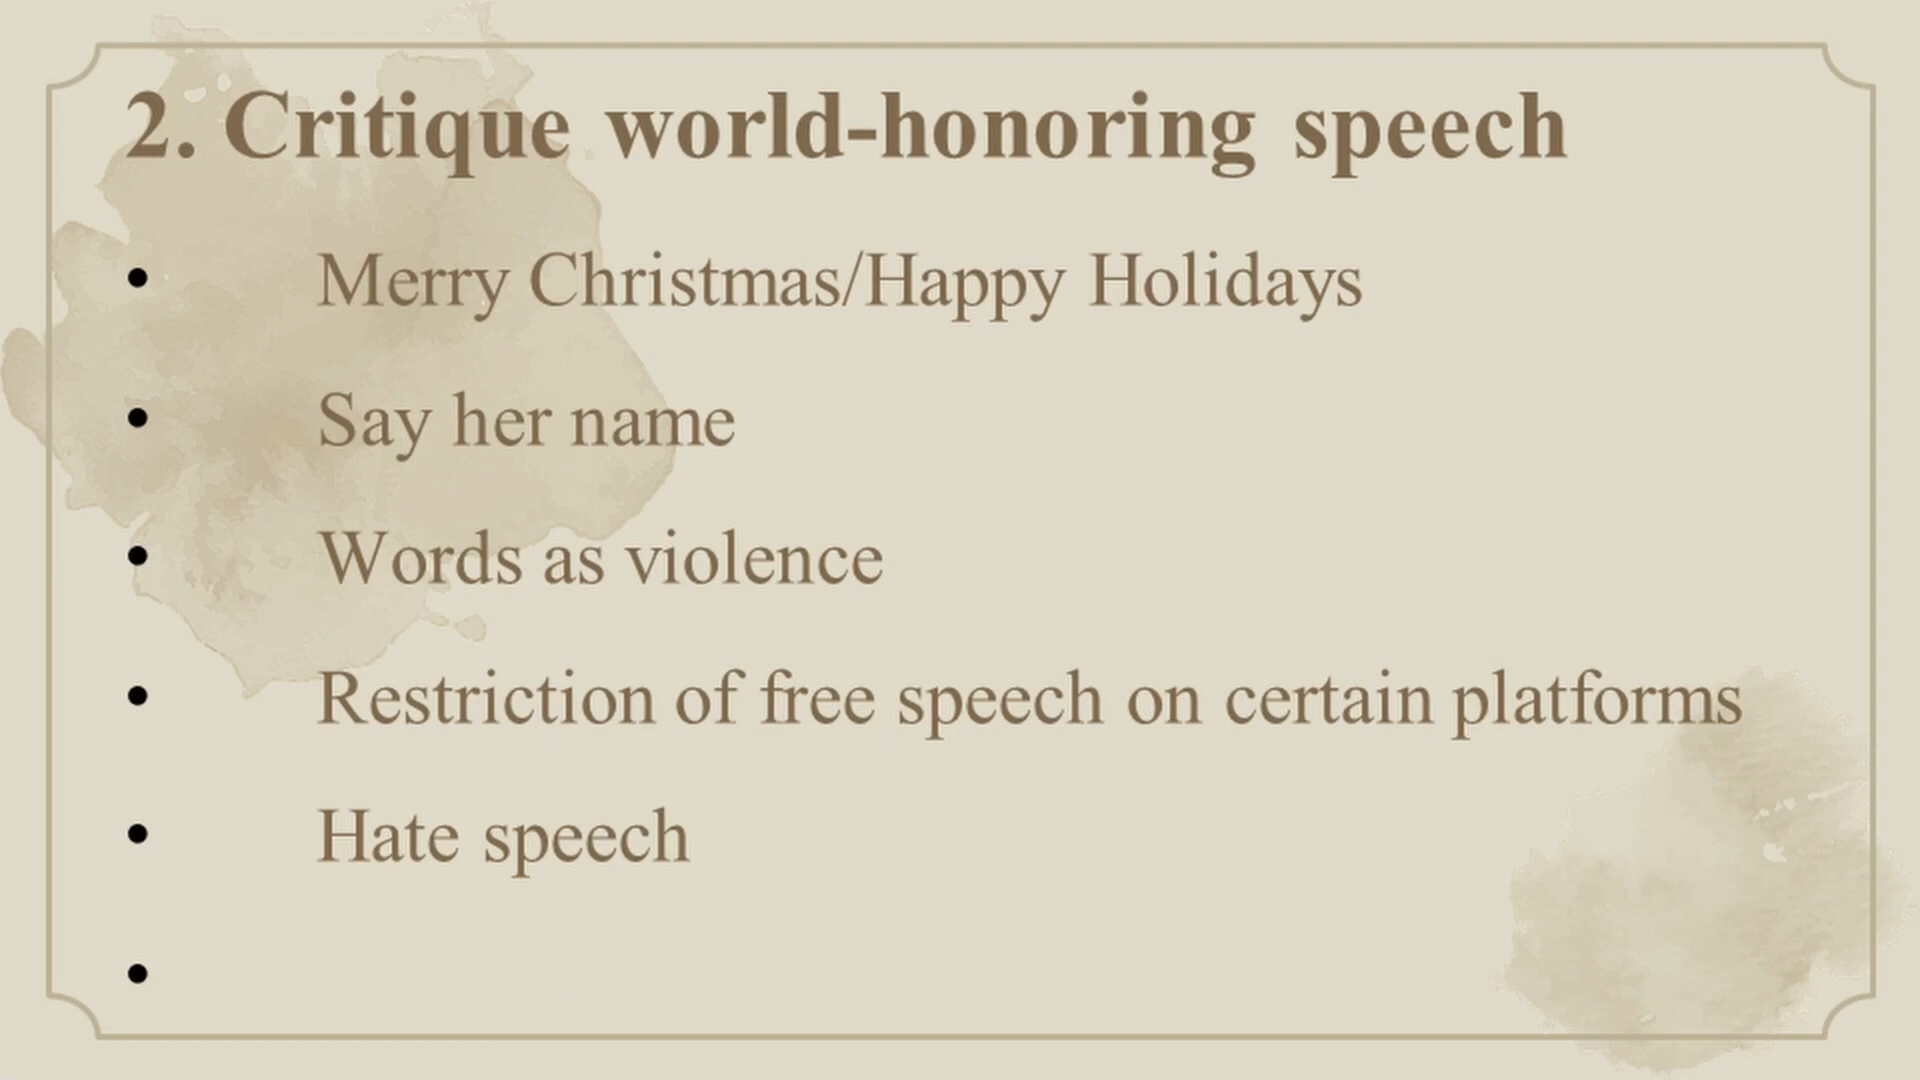 2. Critique world-honoring speech
• Merry Christmas/Happy Holidays
• Say her name
• Words as violence
• Restriction of free speech on certain platforms
• Hate speech
•